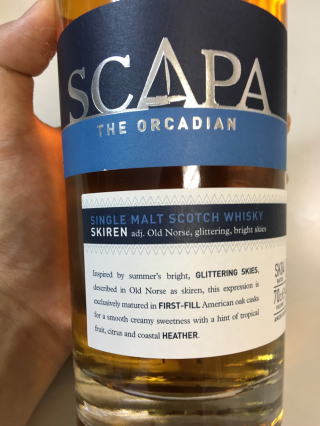 SCAPA
THE ORCADIAN
SINGLE MALT SCOTCH WHISKY
SKIREN adj. Old Norse, glittering, bright skies
Inspired by summer's bright, GLITTERING SKIES,
described in Old Norse as skiren, this expression is
exclusively matured in FIRST-FILL American oak casks
for a smooth creamy sweetness with a hint of tropical
fruit, citrus and coastal HEATHER.